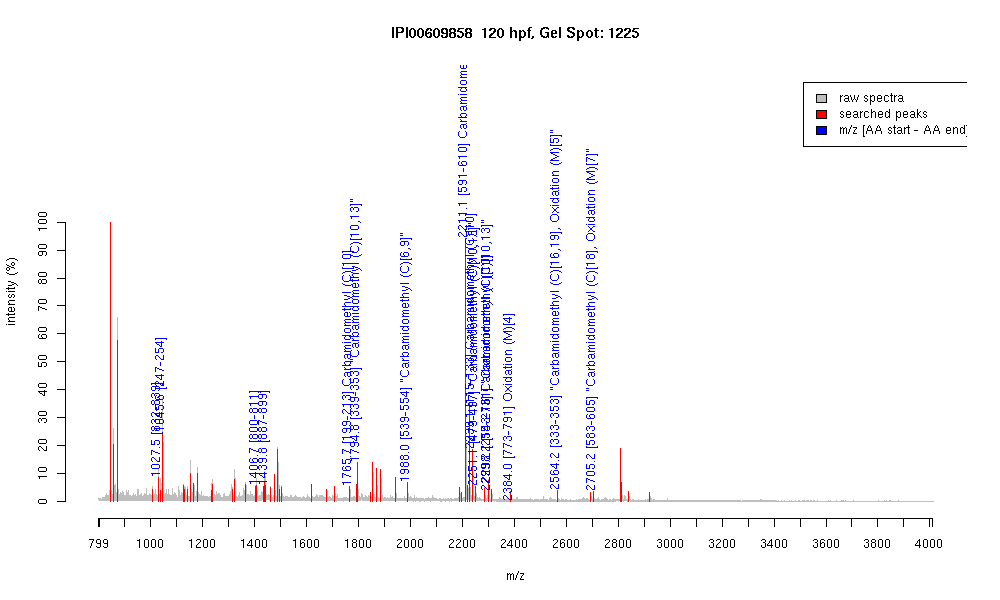 IPI00609858 120 hpf, Gel Spot: 1225
raw spectra
searched peaks
m/z [AA start - AA end]
intensity (%)
100
90
80
70
60
50
40
30
20
10
0
1027.5 [832-839]
1045.6 [247-254]
1406.7 [800-811]
1439.8 [887-899]
1765.7 [199-213] Carbamidomethyl (C)[10]
1794.8 [339-353] "Carbamidomethyl (C)[10,13]"
1988.0 [539-554] "Carbamidomethyl (C)[6,9]"
2211.1 [591-610] Carbamidome
2384.0 [773-791] Oxidation (M)[4]
2564.2 [333-353] "Carbamidomethyl (C)[16,19], Oxidation (M)[5]"
2705.2 [583-605] "Carbamidomethyl (C)[18], Oxidation (M)[7]"
799 1000 1200 1400 1600 1800 2000 2200 2400 2600 2800 3000 3200 3400 3600 3800 4000
m/z